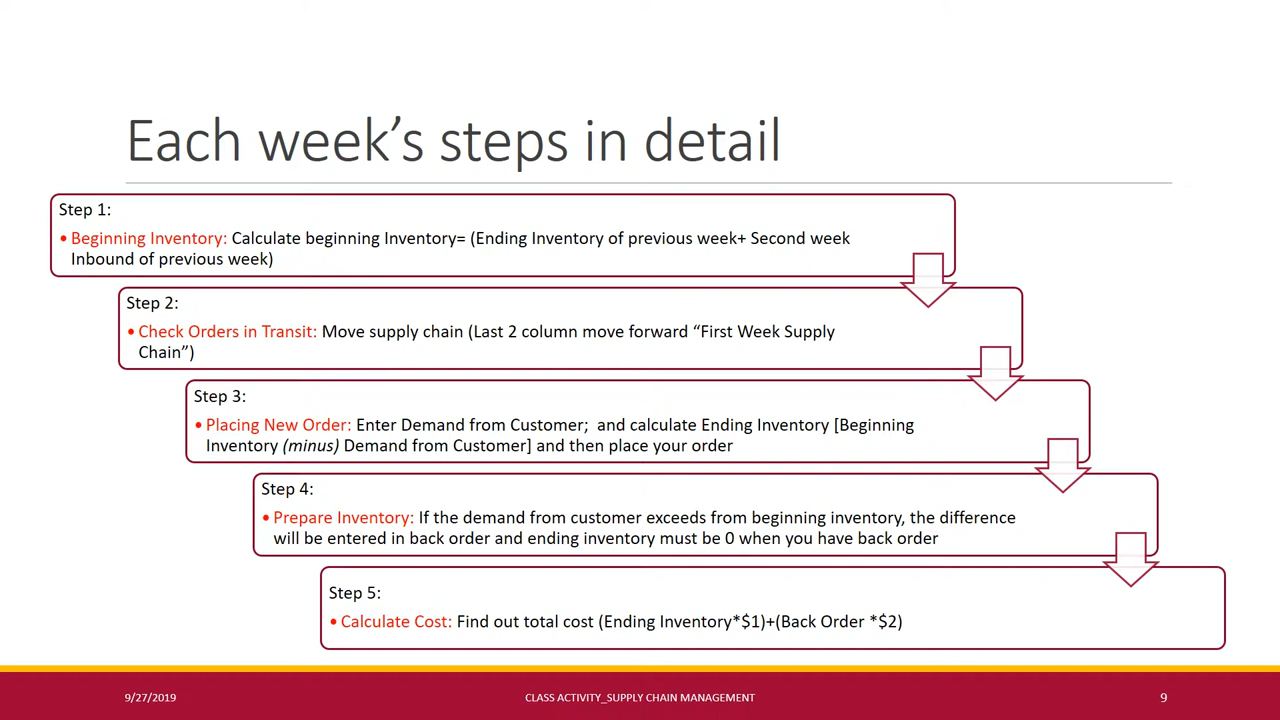 Each week’s steps in detail
Step 1:
• Beginning Inventory: Calculate beginning Inventory= (Ending Inventory of previous week+ Second week
Inbound of previous week)
Step 2:
• Check Orders in Transit: Move supply chain (Last 2 column move forward “First Week Supply
Chain”)
Step 3:
• Placing New Order: Enter Demand from Customer;  and calculate Ending Inventory [Beginning
Inventory (minus) Demand from Customer] and then place your order
Step 4:
• Prepare Inventory: If the demand from customer exceeds from beginning inventory, the difference
will be entered in back order and ending inventory must be 0 when you have back order
Step 5:
• Calculate Cost: Find out total cost (Ending Inventory*$1)+(Back Order *$2)
9/27/2019
CLASS ACTIVITY_SUPPLY CHAIN MANAGEMENT
9